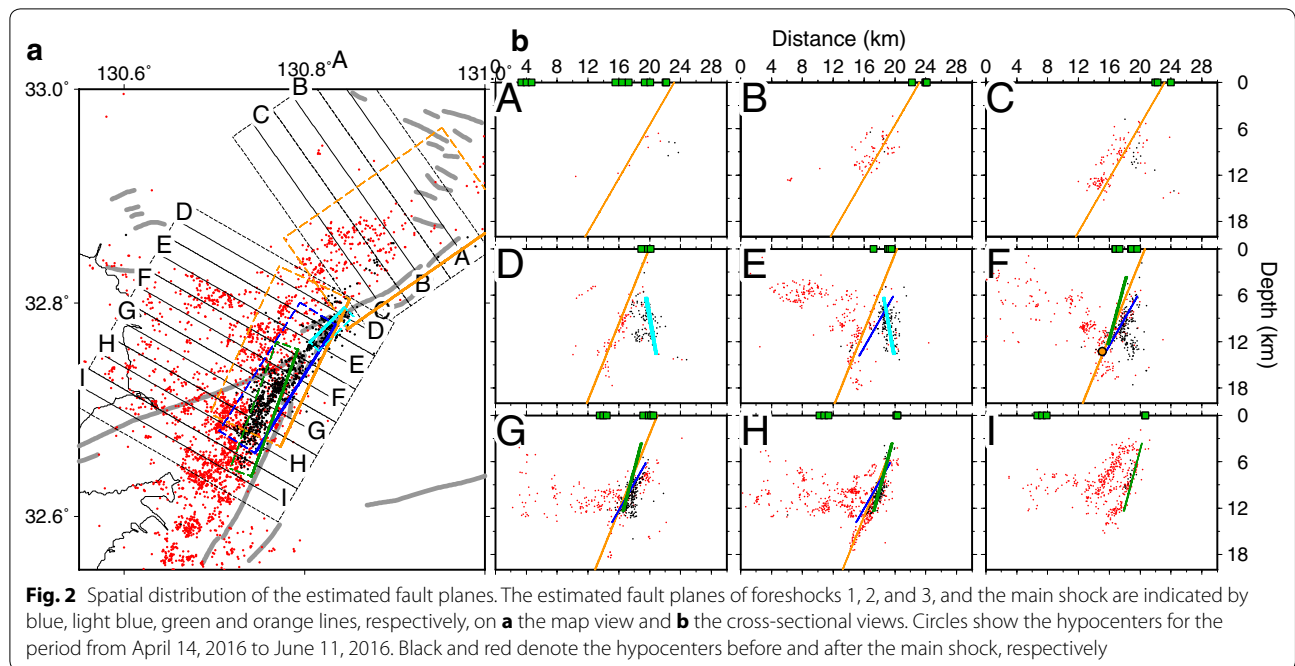 a
b
Distance (km)
130.6˚ 130.8˚ 131.0˚
0 4 8 12 16 20 24 28 0 4 8 12 16 20 24 28 0 4 8 12 16 20 24 28
33.0˚
32.8˚
32.6˚
A
B
C
D
E
F
G
H
I
A
B
C
D
E
F
G
H
I
A B C
0
6
12
18
D E F
0
6
12
18
G H I
0
6
12
18
Depth (km)
Fig. 2 Spatial distribution of the estimated fault planes. The estimated fault planes of foreshocks 1, 2, and 3, and the main shock are indicated by
blue, light blue, green and orange lines, respectively, on a the map view and b the cross-sectional views. Circles show the hypocenters for the
period from April 14, 2016 to June 11, 2016. Black and red denote the hypocenters before and after the main shock, respectively